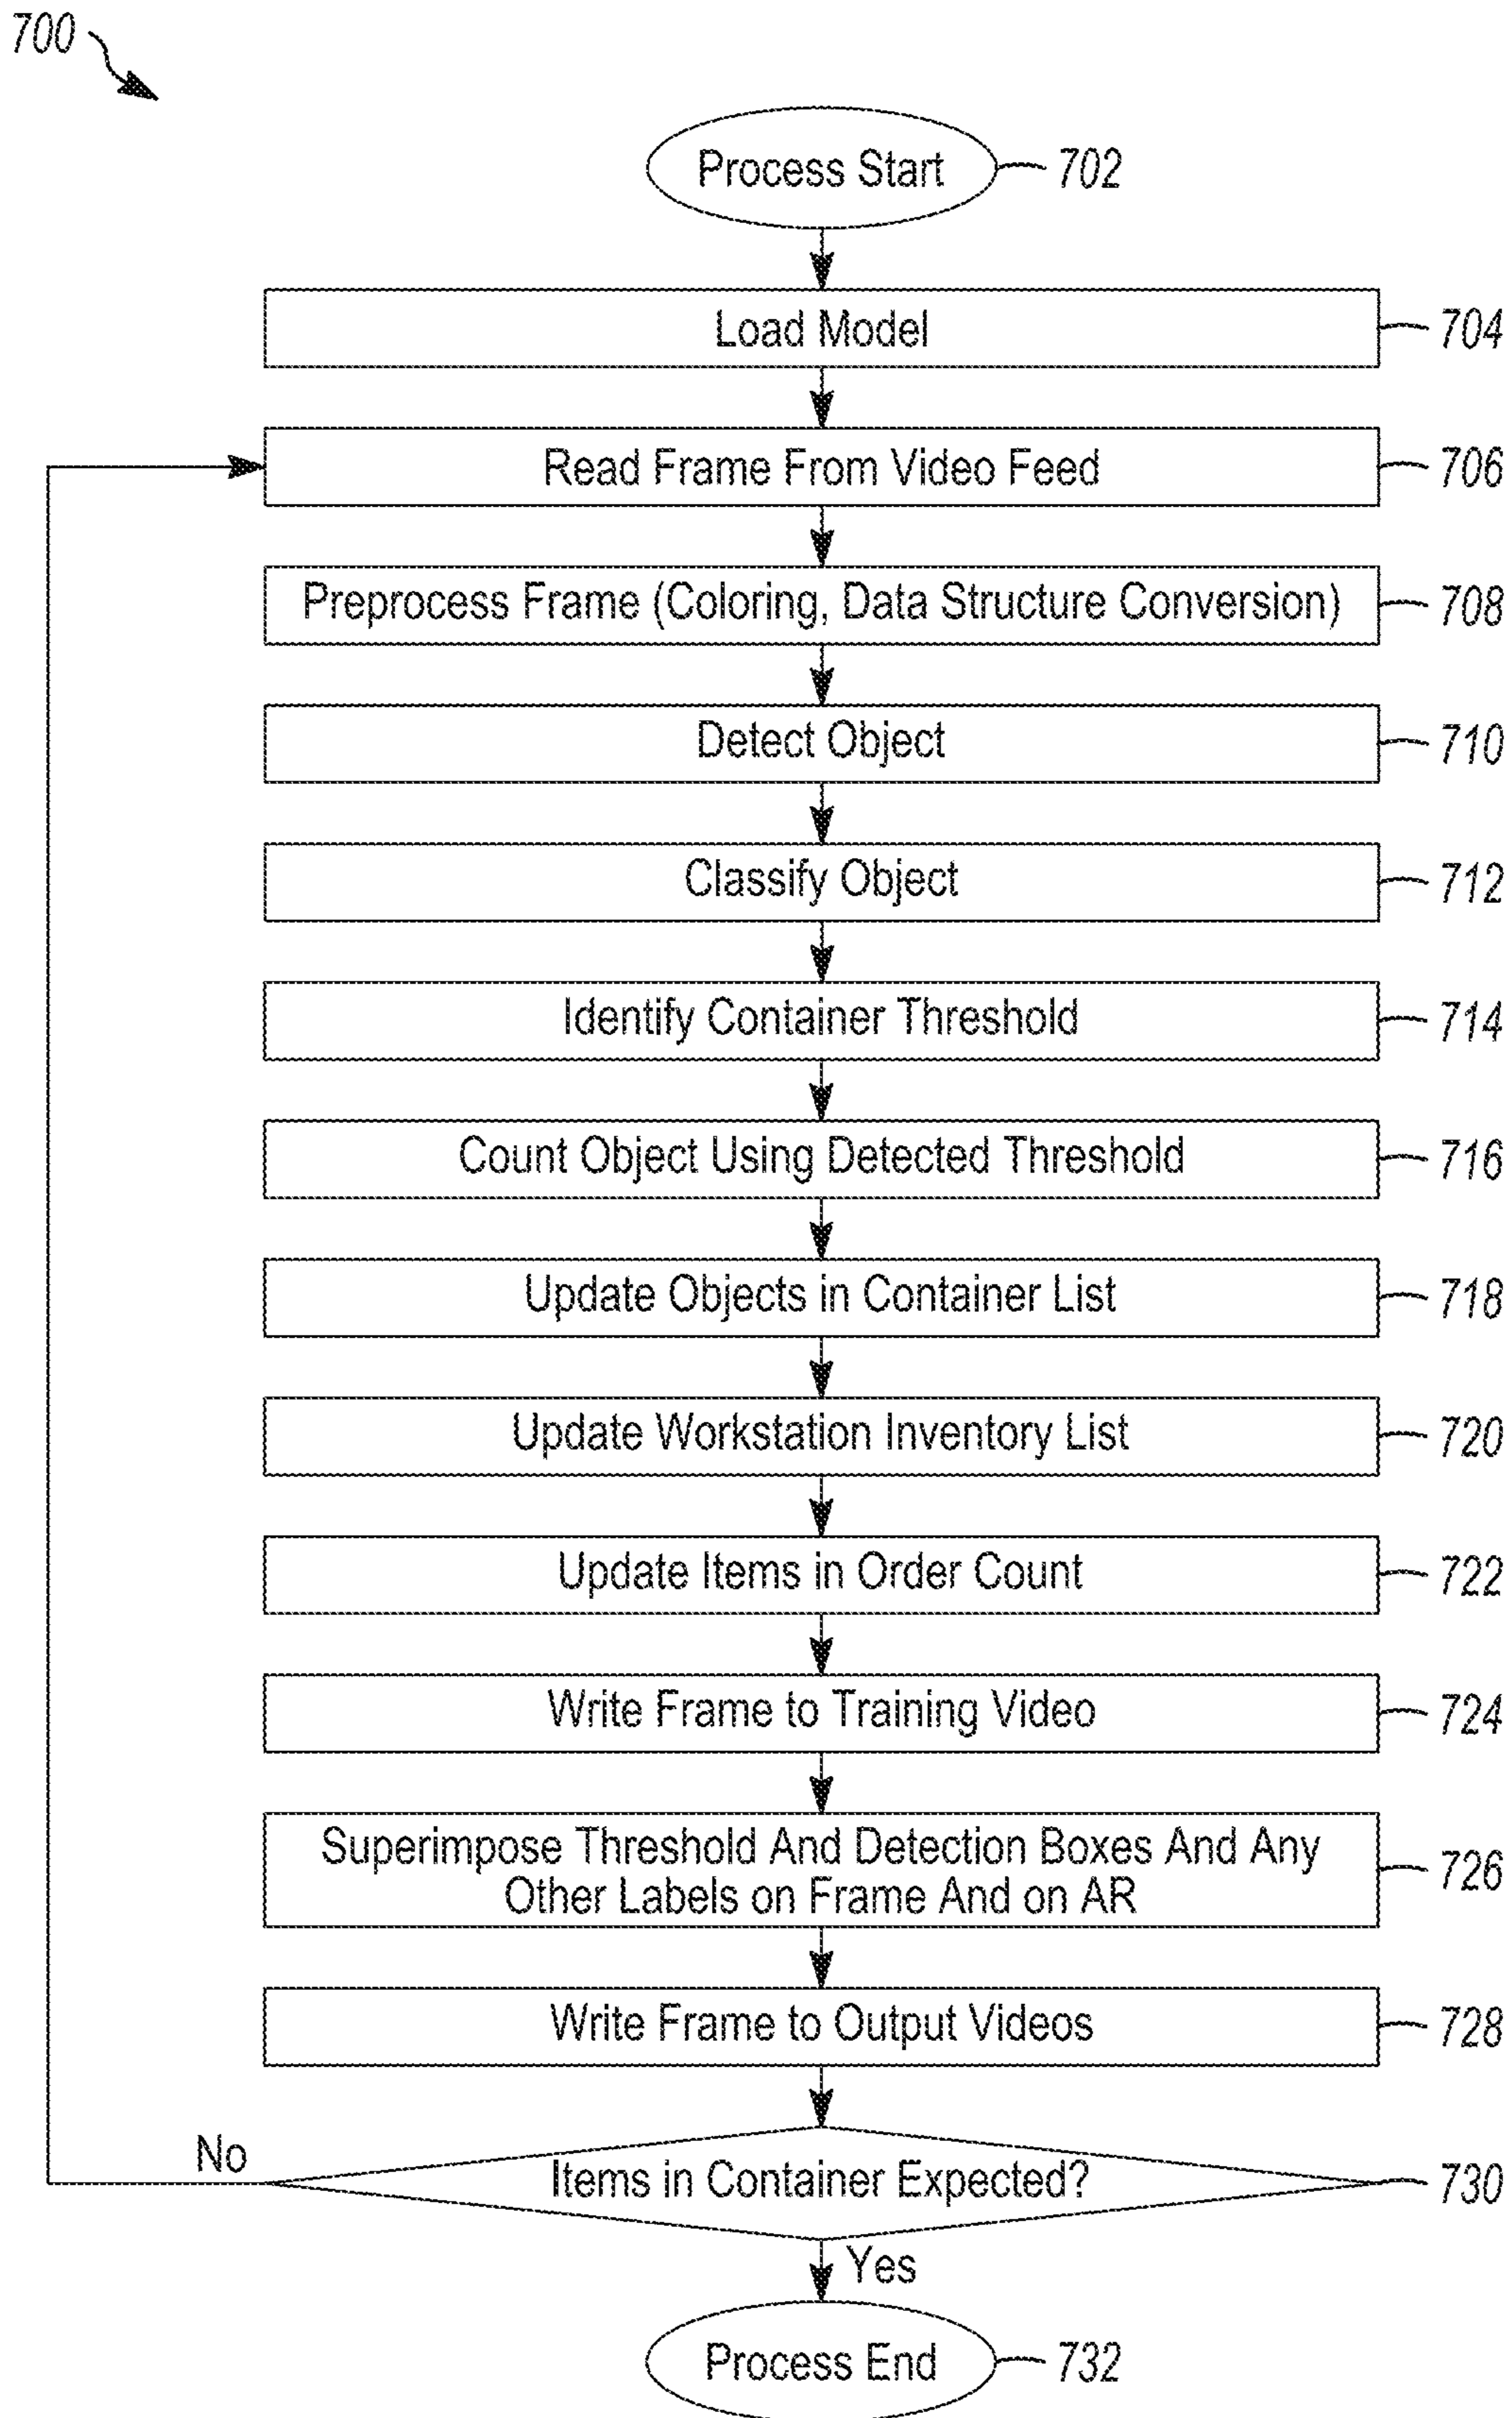 700
Process Start 702
Load Model 704
Read Frame From Video Feed 706
Preprocess Frame (Coloring, Data Structure Conversion) 708
Detect Object 710
Classify Object 712
Identify Container Threshold 714
Count Object Using Detected Threshold 716
Update Objects in Container List 718
Update Workstation Inventory List 720
Update Items in Order Count 722
Write Frame to Training Video 724
Superimpose Threshold And Detection Boxes And Any
Other Labels on Frame And on AR 726
Write Frame to Output Videos 728
No
Items in Container Expected? 730
Yes
Process End 732